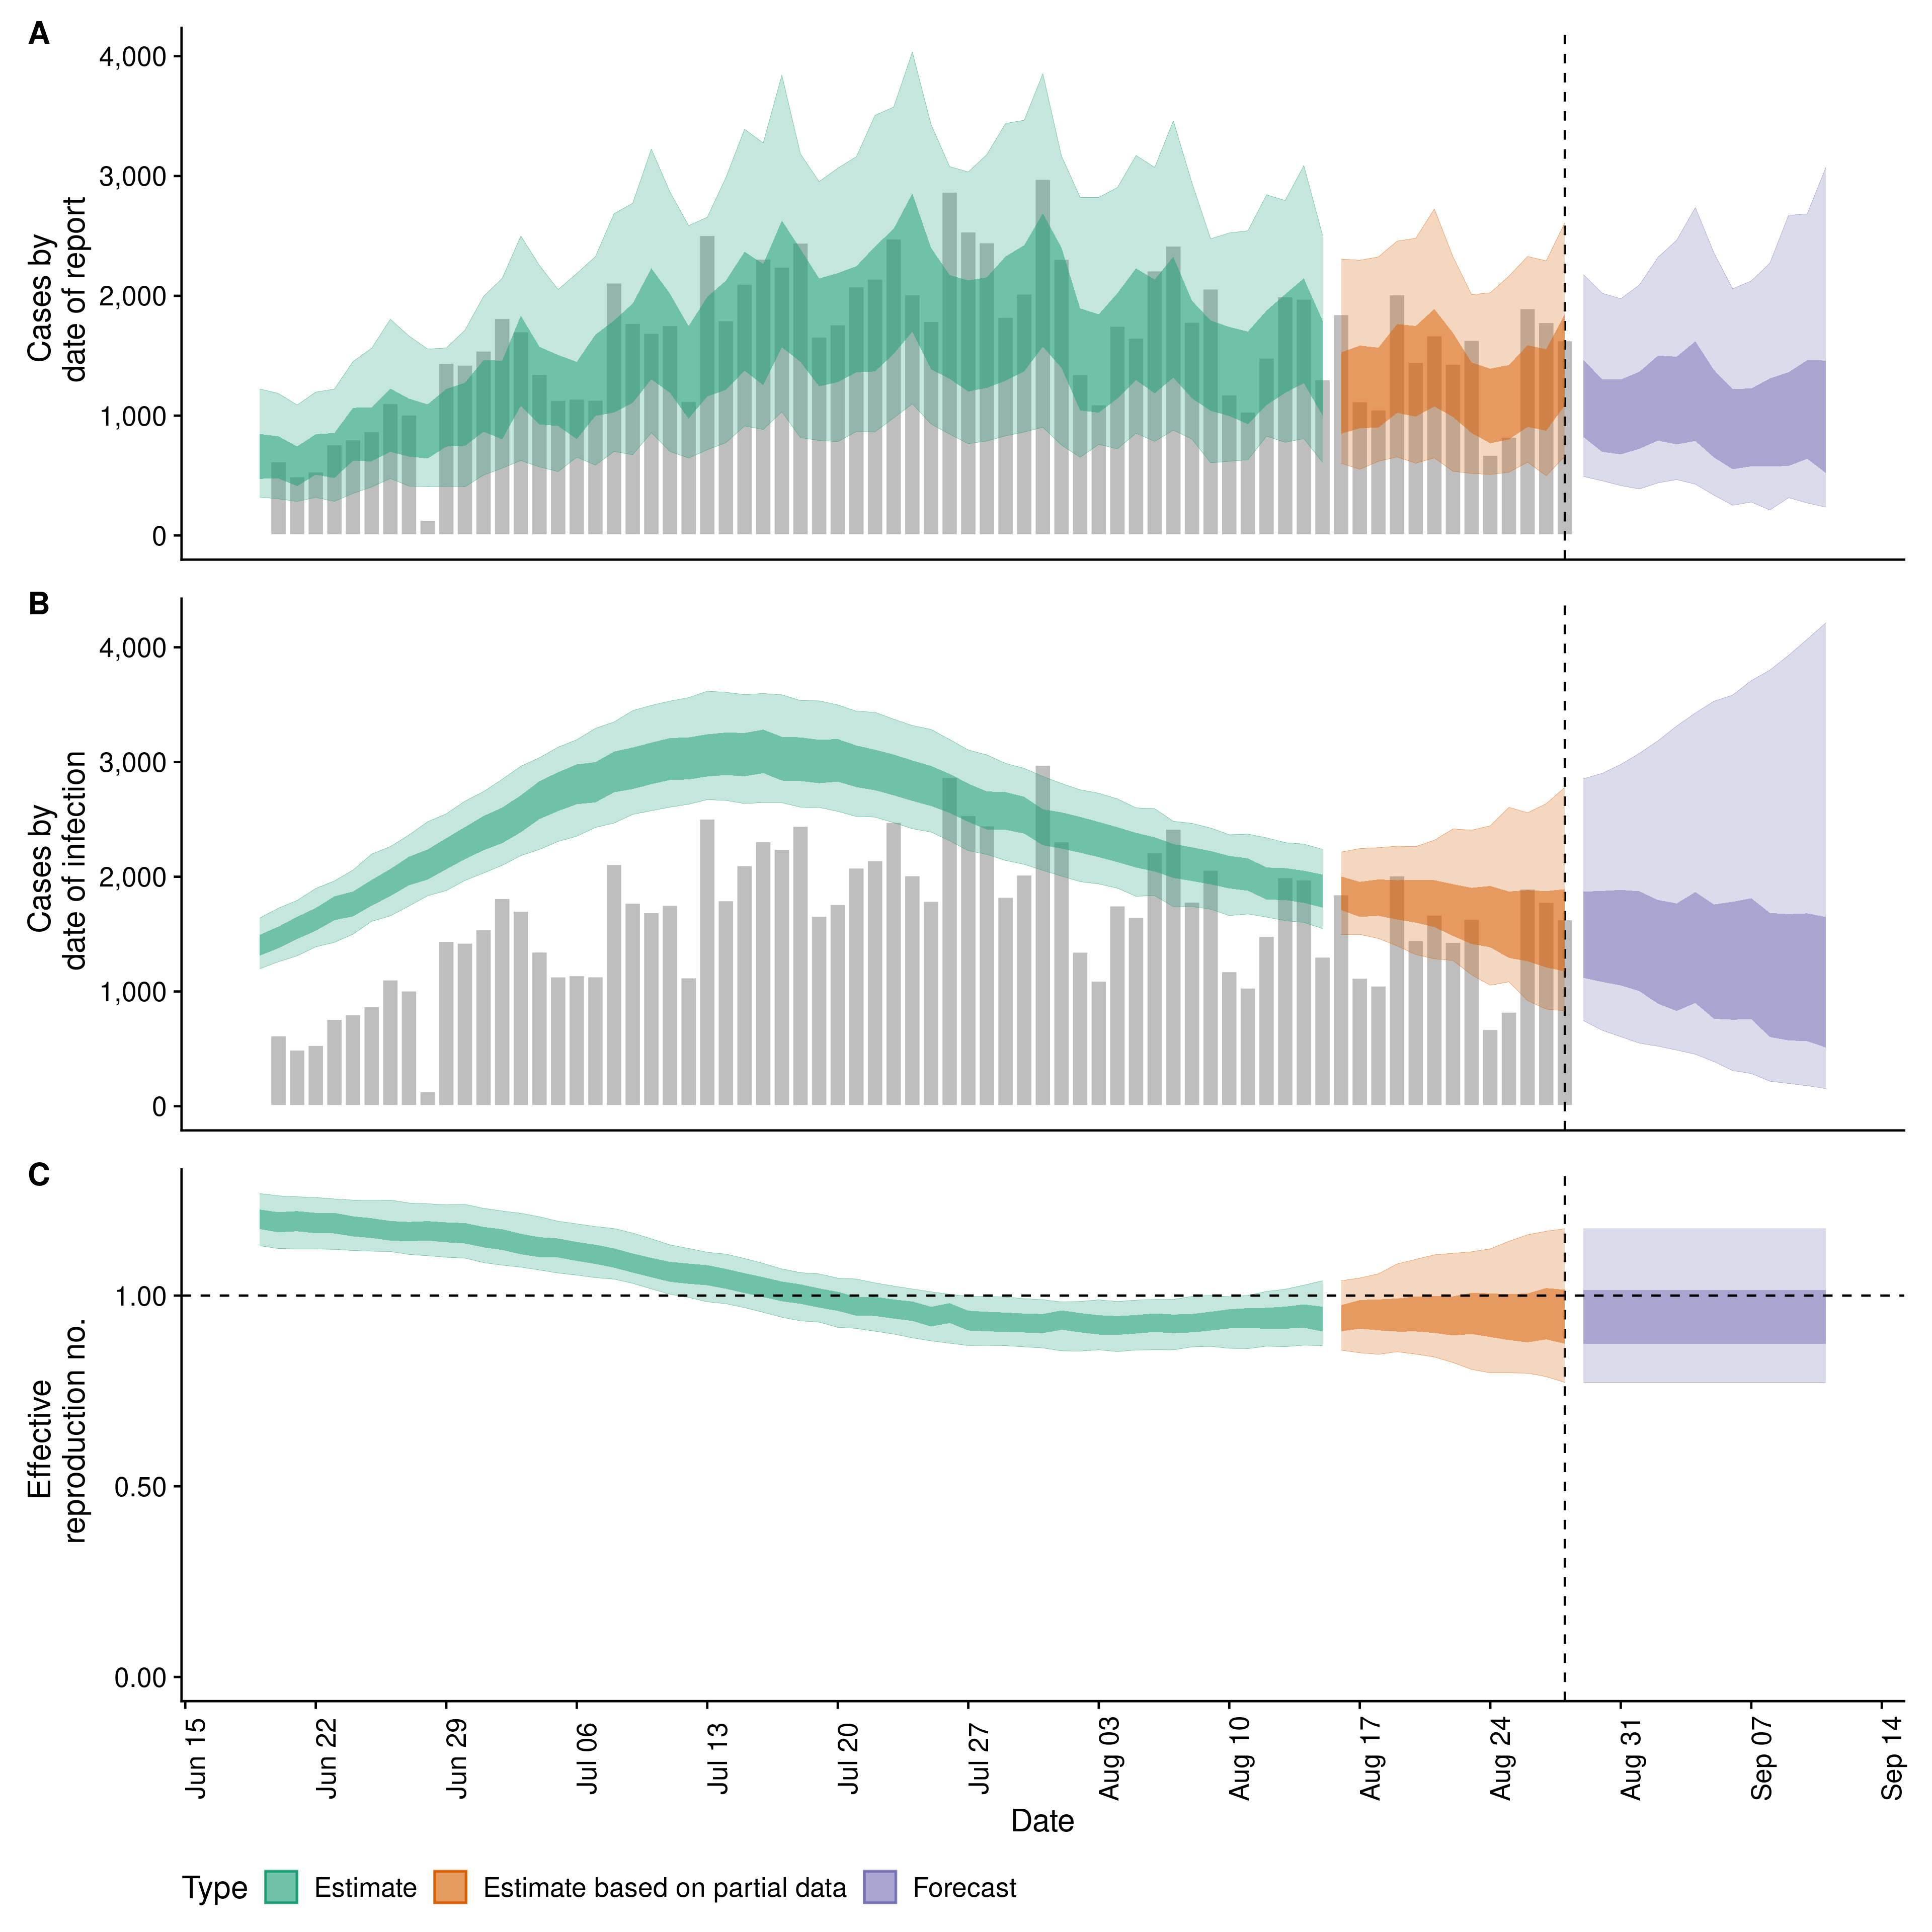 A
Cases by
date of report
4,000
3,000
2,000
1,000
0
B
Cases by
date of infection
4,000
3,000
2,000
1,000
0
C
Effective
reproduction no.
1.00
0.50
0.00
Jun 15
Jun 22
Jun 29
Jul 06
Jul 13
Jul 20
Jul 27
Aug 03
Aug 10
Aug 17
Aug 24
Aug 31
Sep 07
Sep 14
Date
Type Estimate Estimate based on partial data Forecast